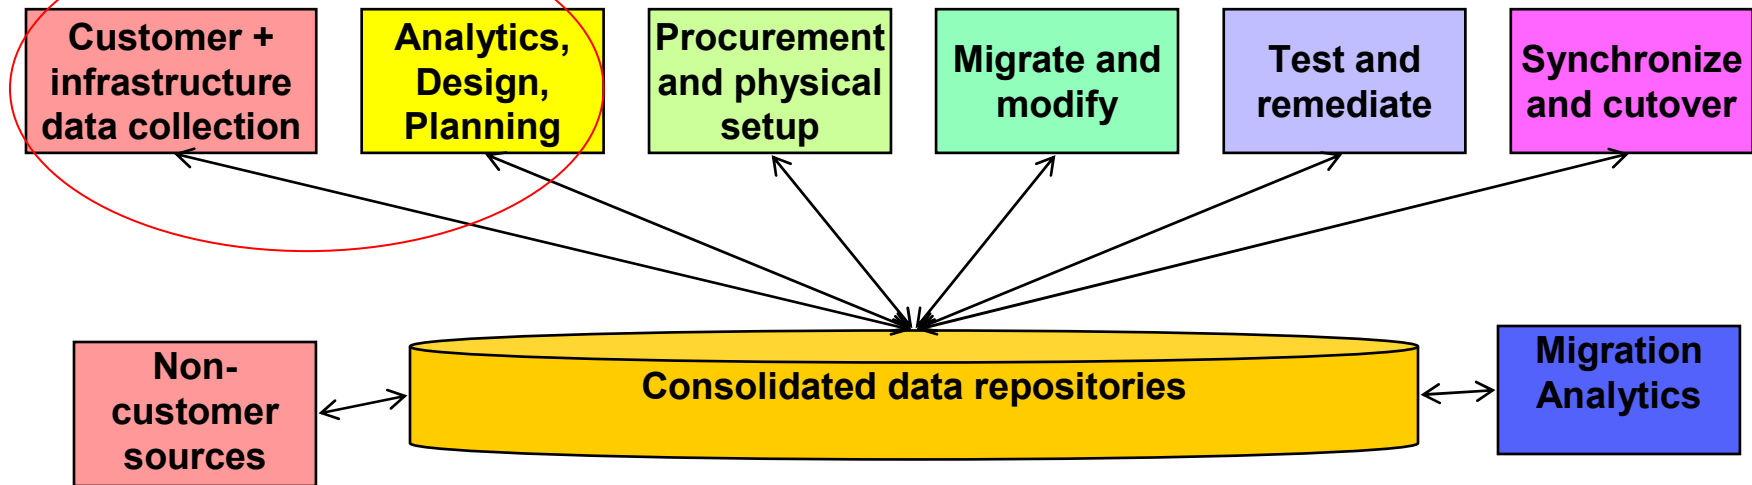 Customer +
infrastructure
data collection
Analytics,
Design,
Planning
Procurement
and physical
setup
Migrate and
modify
Test and
remediate
Synchronize
and cutover
Non-
customer
sources
Consolidated data repositories
Migration
Analytics